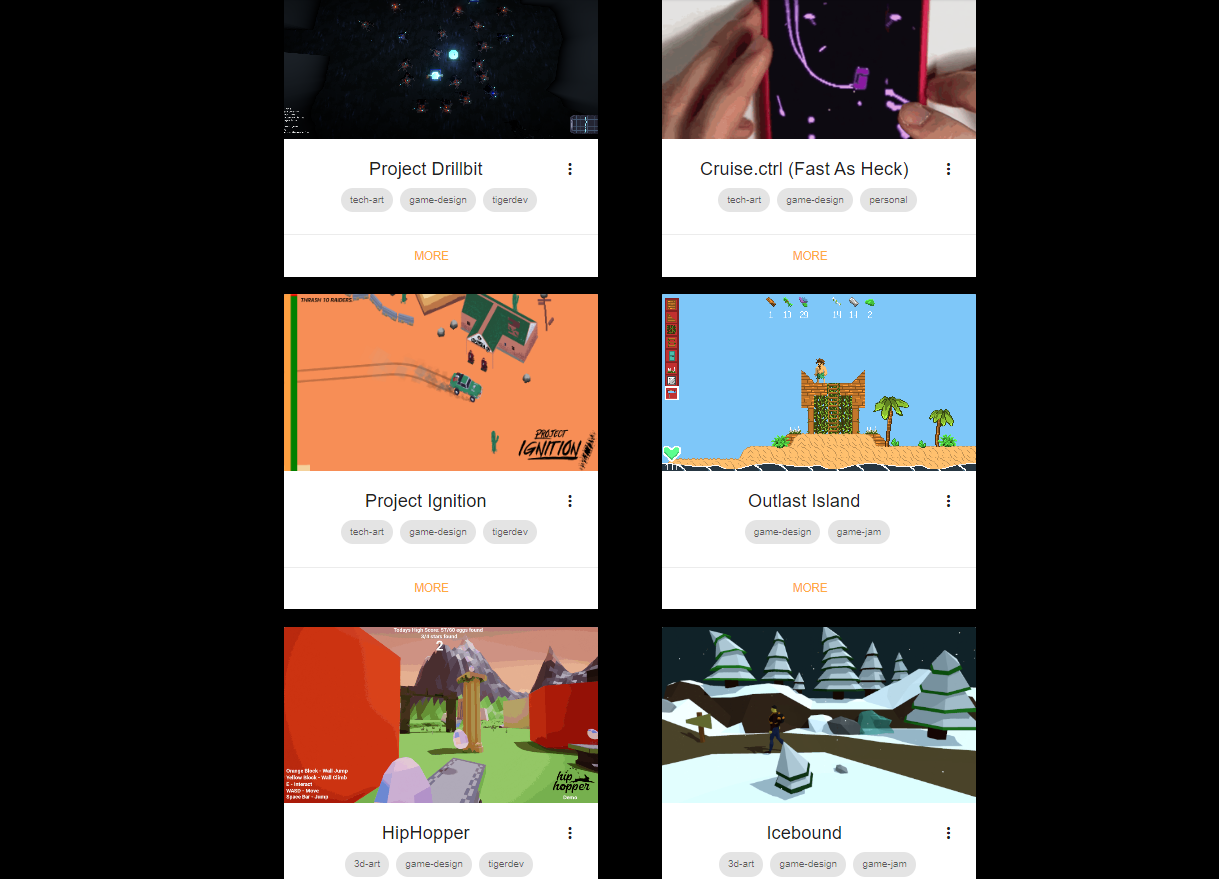 Project Drillbit
tech-art game-design tigerdev
MORE
Cruise.ctrl (Fast As Heck)
tech-art game-design personal
MORE
THRASH 10 RAIDERS
PROJECT
IGNITION
Project Ignition
tech-art game-design tigerdev
MORE
1 13 29 14 14 2
Outlast Island
game-design game-jam
MORE
Todays High Score: 57/60 eggs found
3/3 stars found
2
Orange Block - Wall Jump
Yellow Block - Wall Climb
E - Interact
WASD - Move
Space Bar - Jump
hip
hopper
Demo
HipHopper
3d-art game-design tigerdev
Icebound
3d-art game-design game-jam